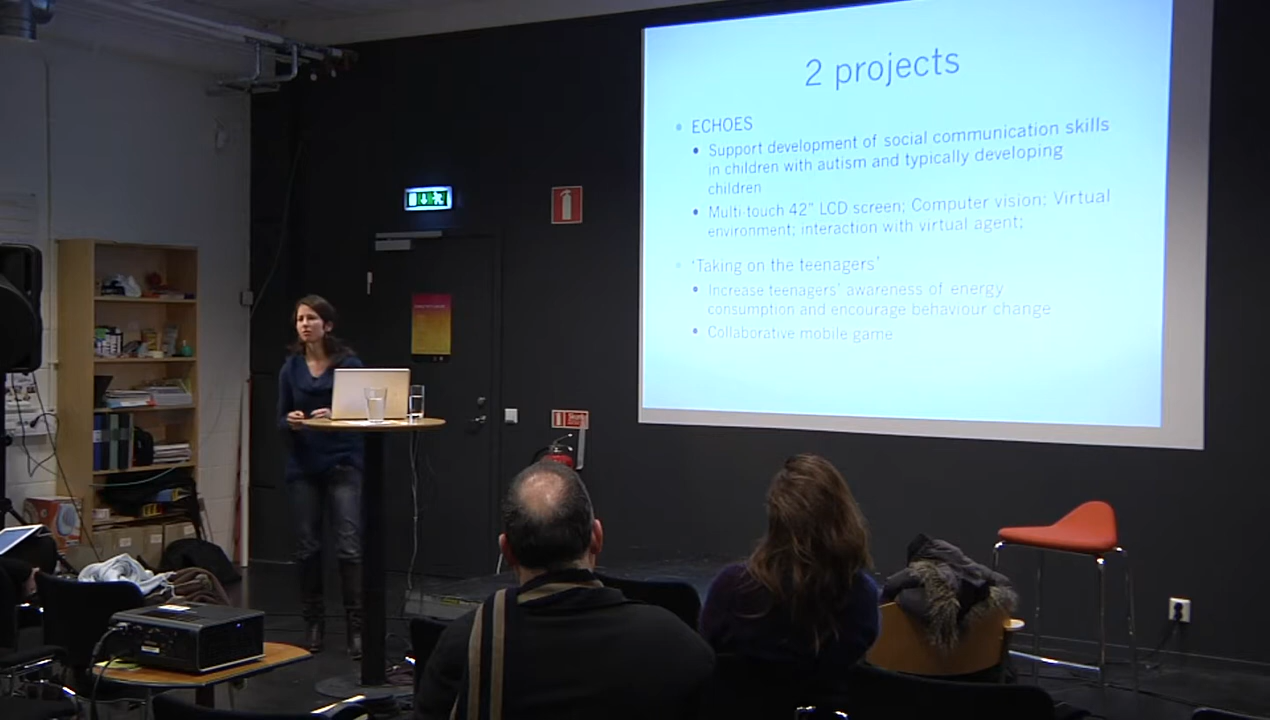 2 projects
• ECHOES
• Support development of social communication skills
in children with autism and typically developing
children
• Multi-touch 42" LCD screen; Computer vision; Virtual
environment; interaction with virtual agent;
• 'Taking on the teenagers'
• Increase teenagers' awareness of energy
consumption and encourage behaviour change
• Collaborative mobile game